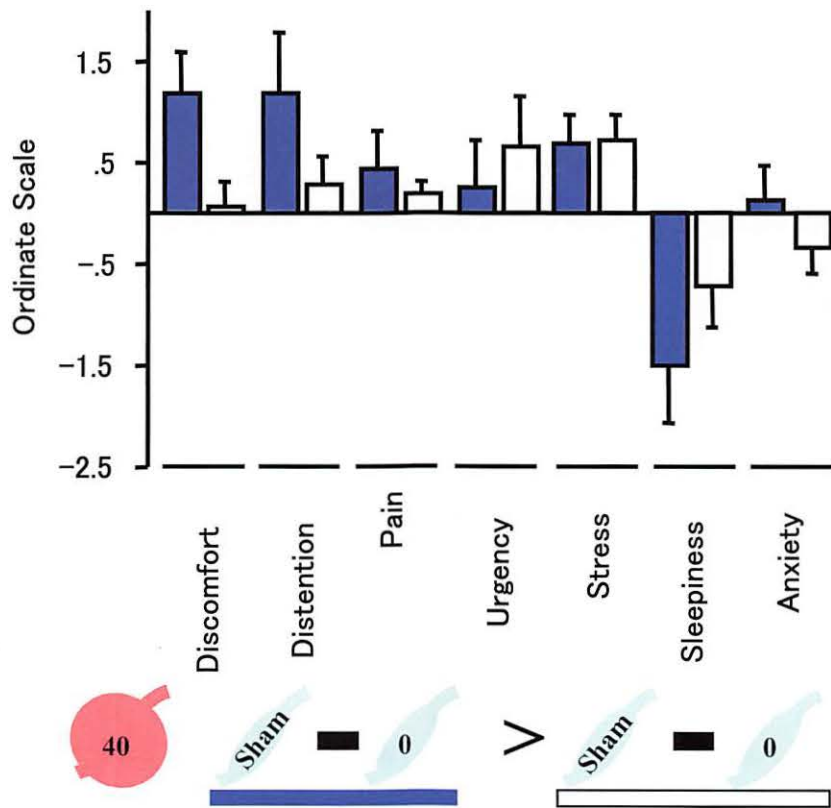 Ordinate Scale
1.5
.5
-.5
-1.5
-2.5
Discomfort
Distention
Pain
Urgency
Stress
Sleepiness
Anxiety
40
Sham
0
>
Sham
0